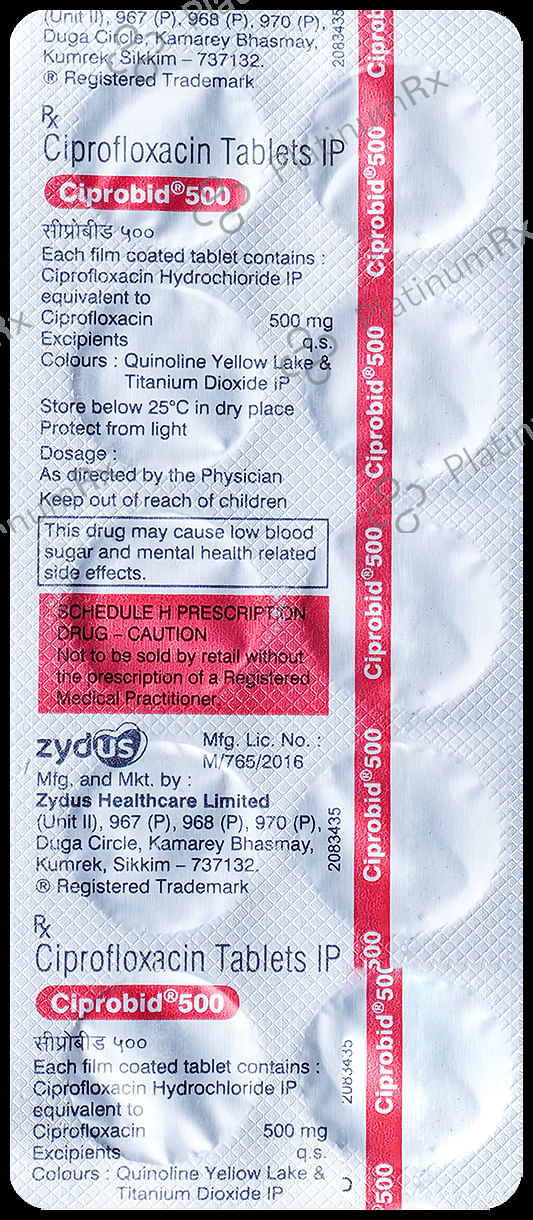 (Unit II), 967 (P), 968 (P), 970 (P),
Duga Circle, Kamarey Bhasmay,
Kumrek, Sikkim – 737132.
® Registered Trademark
2083435
Rx
Ciprofloxacin Tablets IP
Ciprobid®500
सीप्रोबीड ५००
Each film coated tablet contains :
Ciprofloxacin Hydrochloride IP
equivalent to
Ciprofloxacin 500 mg
Excipients q.s.
Colours : Quinoline Yellow Lake &
Titanium Dioxide IP
Store below 25°C in dry place
Protect from light
Dosage :
As directed by the Physician
Keep out of reach of children
This drug may cause low blood
sugar and mental health related
side effects.
SCHEDULE H PRESCRIPTION
DRUG – CAUTION
Not to be sold by retail without
the prescription of a Registered
Medical Practitioner.
zydus
Mfg. Lic. No. :
M/765/2016
Mfg. and Mkt. by :
Zydus Healthcare Limited
(Unit II), 967 (P), 968 (P), 970 (P),
Duga Circle, Kamarey Bhasmay,
Kumrek, Sikkim – 737132.
® Registered Trademark
2083435
Rx
Ciprofloxacin Tablets IP
Ciprobid®500
सीप्रोबीड ५००
Each film coated tablet contains :
Ciprofloxacin Hydrochloride IP
equivalent to
Ciprofloxacin 500 mg
Excipients q.s.
Colours : Quinoline Yellow Lake &
Titanium Dioxide IP
2083435
Ciprob
Ciprobid®500
Ciprobid®500
Ciprobid®500
Ciprobid®500
500
Ciprobid®500
500
PlatinumRx
PlatinumRx
PlatinumRx